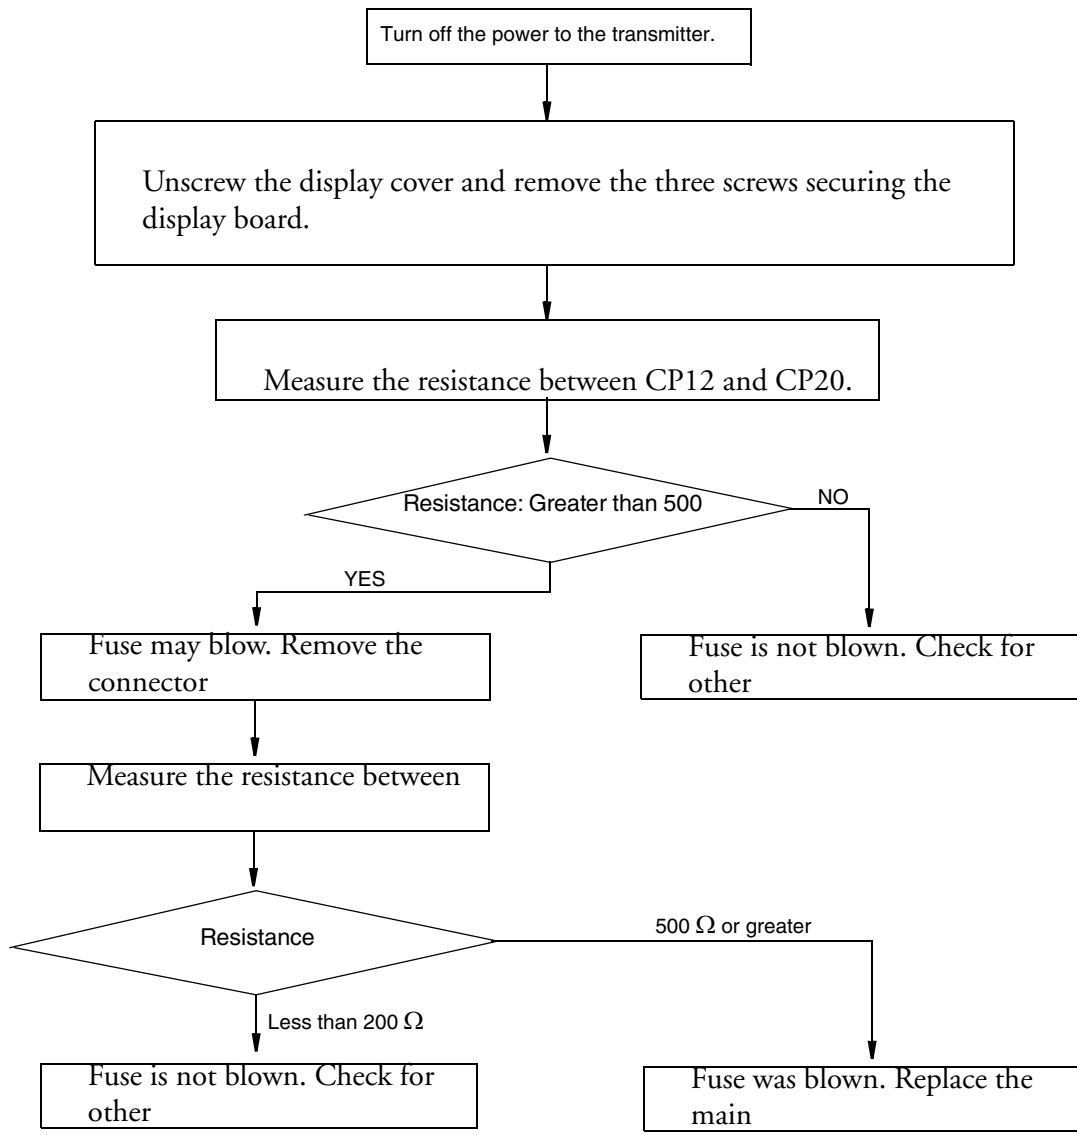 Turn off the power to the transmitter.
Unscrew the display cover and remove the three screws securing the
display board.
Measure the resistance between CP12 and CP20.
Resistance: Greater than 500
NO
YES
Fuse may blow. Remove the
connector
Fuse is not blown. Check for
other
Measure the resistance between
Resistance
500 Ω or greater
Less than 200 Ω
Fuse is not blown. Check for
other
Fuse was blown. Replace the
main